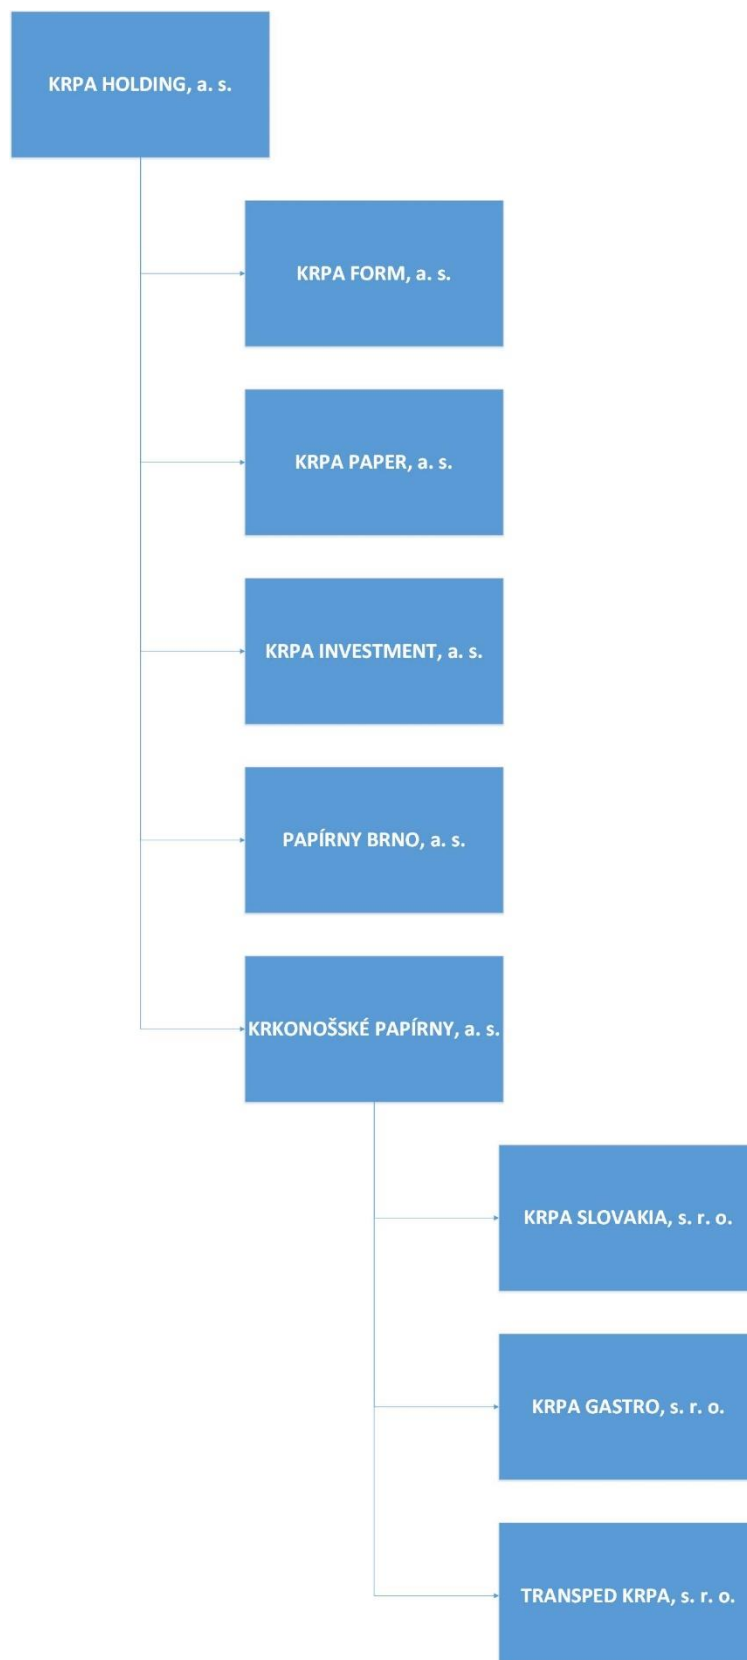 KRPA HOLDING, a. s.
KRPA FORM, a. s.
KRPA PAPER, a. s.
KRPA INVESTMENT, a. s.
PAPÍRNY BRNO, a. s.
KRKONOŠSKÉ PAPÍRNY, a. s.
KRPA SLOVAKIA, s. r. o.
KRPA GASTRO, s. r. o.
TRANSPED KRPA, s. r. o.